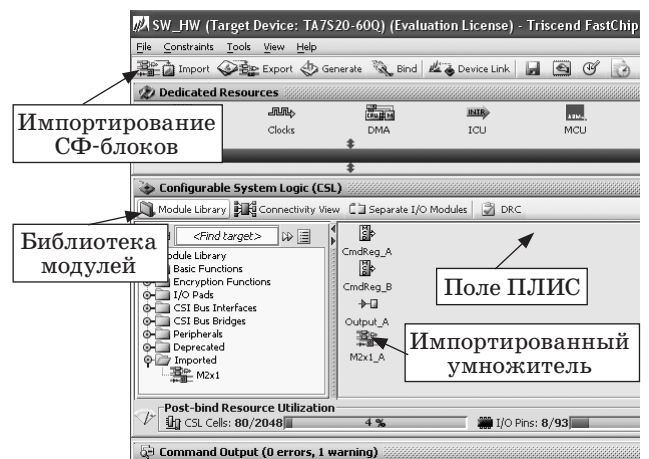 SW_HW (Target Device: TA7S20-60Q) (Evaluation License) - Triscend FastChip
File Constraints Tools View Help
Import Export Generate Bind Device Link
Dedicated Resources
Импортирование
СФ-блоков
Clocks DMA ICU MCU
Configurable System Logic (CSL)
Module Library Connectivity View Separate I/O Modules DRC
Библиотека
модулей
<Find target>
odule Library
Basic Functions
Encryption Functions
I/O Pads
CSI Bus Interfaces
CSI Bus Bridges
Peripherals
Deprecated
Imported
M2x1
CmdReg_A
CmdReg_B
Output_A
M2x1_A
Поле ПЛИС
Импортированный
умножитель
Post-bind Resource Utilization
CSL Cells: 80/2048 4 % I/O Pins: 8/93
Command Output (0 errors, 1 warning)